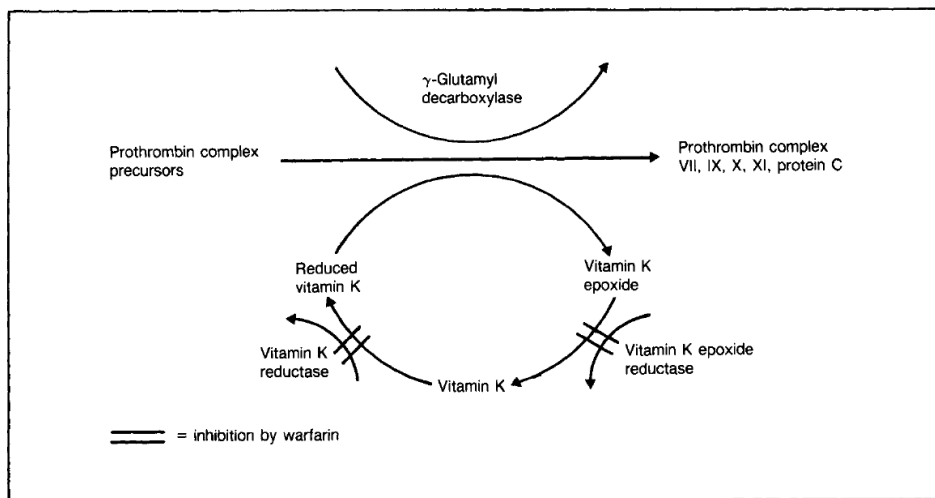 γ-Glutamyl
decarboxylase
Prothrombin complex
precursors
Prothrombin complex
VII, IX, X, XI, protein C
Reduced
vitamin K
Vitamin K
epoxide
Vitamin K
reductase
Vitamin K epoxide
reductase
Vitamin K
= inhibition by warfarin